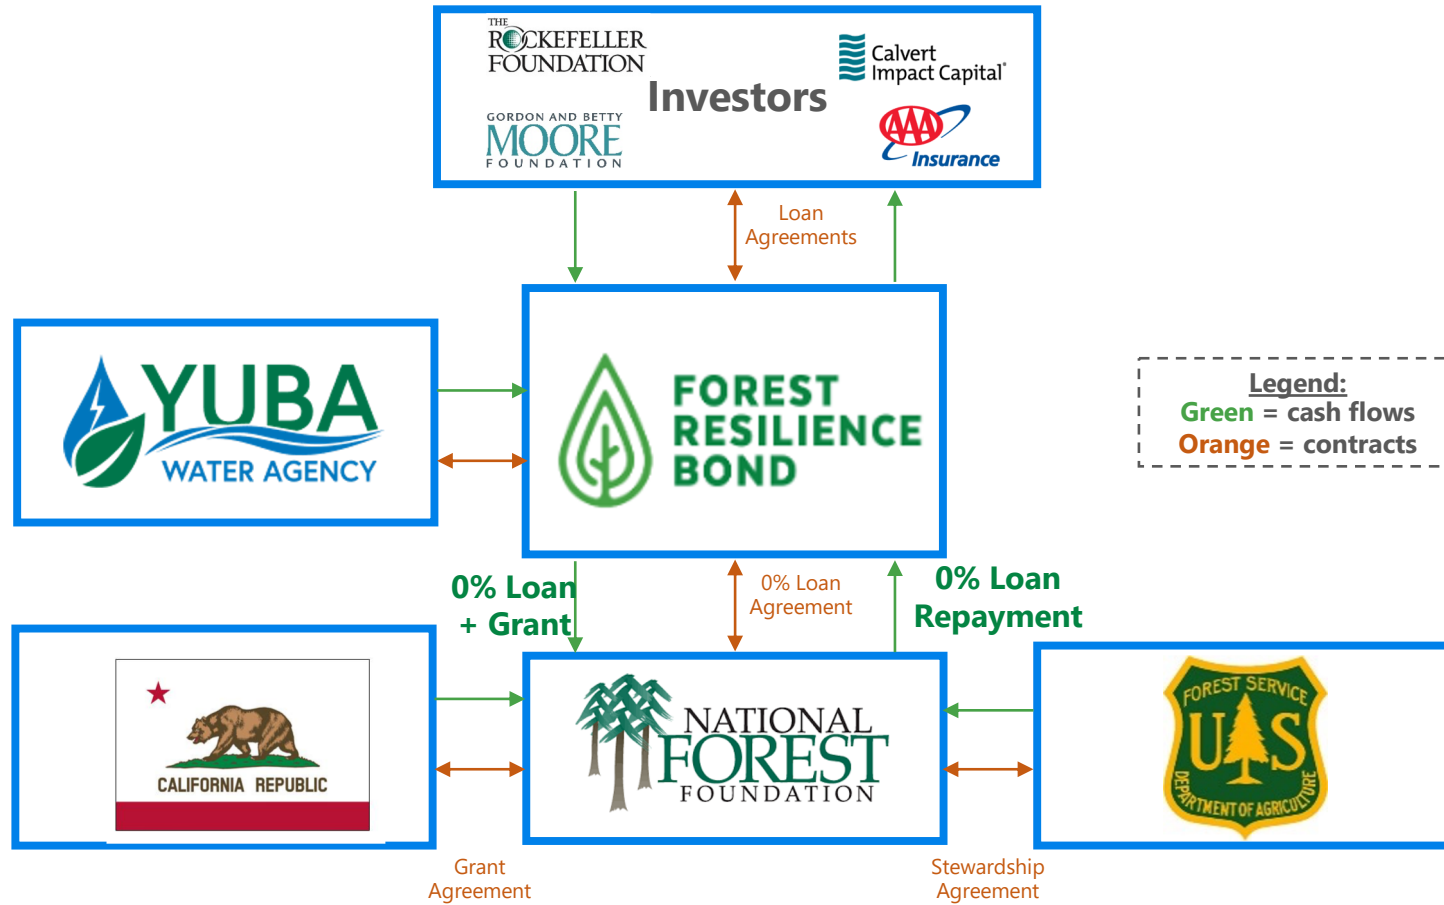 THE
ROCKEFELLER
FOUNDATION
Calvert
Impact Capital®
Investors
GORDON AND BETTY
MOORE
FOUNDATION
AAA
Insurance
Loan
Agreements
YUBA
WATER AGENCY
FOREST
RESILIENCE
BOND
Legend:
Green = cash flows
Orange = contracts
0% Loan
+ Grant
0% Loan
Agreement
0% Loan
Repayment
CALIFORNIA REPUBLIC
NATIONAL
FOREST
FOUNDATION
FOREST SERVICE
U S
DEPARTMENT OF AGRICULTURE
Grant
Agreement
Stewardship
Agreement